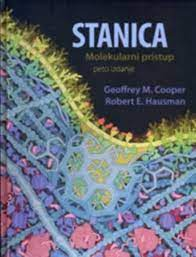 STANICA
Molekularni pristup
peto izdanje
Geoffrey M. Cooper
Robert E. Hausman